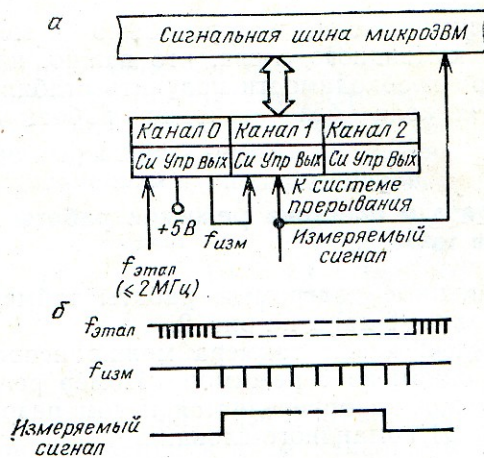 а
Сигнальная шина микроЭВМ
Канал 0 Канал 1 Канал 2
Си Упр Вых Си Упр Вых Си Упр Вых
+5В
fизм
К системе
прерывания
Измеряемый
сигнал
fэтал
(≤2МГц)
б
fэтал
fизм
Измеряемый
сигнал